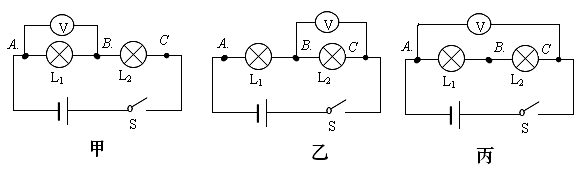 V
A. B. C
L₁ L₂
S
甲
V
A. B. C
L₁ L₂
S
乙
V
A. B. C
L₁ L₂
S
丙